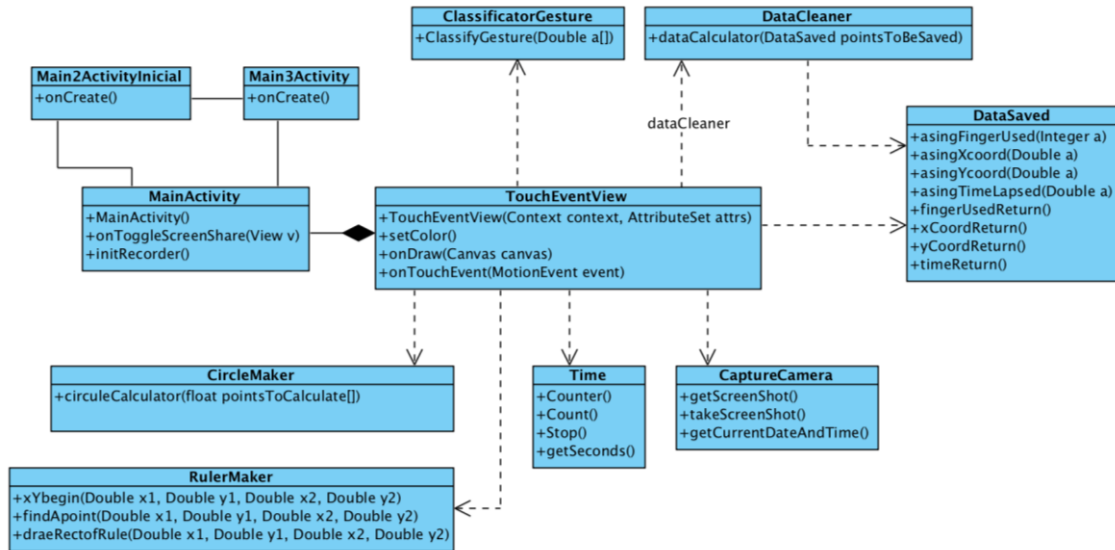 ClassificatorGesture
+ClassifyGesture(Double a[])
DataCleaner
+dataCalculator(DataSaved pointsToBeSaved)
Main2ActivityInicial
+onCreate()
Main3Activity
+onCreate()
dataCleaner
DataSaved
+asingFingerUsed(Integer a)
+asingXcoord(Double a)
+asingYcoord(Double a)
+asingTimeLapsed(Double a)
+fingerUsedReturn()
+xCoordReturn()
+yCoordReturn()
+timeReturn()
MainActivity
+MainActivity()
+onToggleScreenShare(View v)
+initRecorder()
TouchEventView
+TouchEventView(Context context, AttributeSet attrs)
+setColor()
+onDraw(Canvas canvas)
+onTouchEvent(MotionEvent event)
CircleMaker
+circuleCalculator(float pointsToCalculate[])
Time
+Counter()
+Count()
+Stop()
+getSeconds()
CaptureCamera
+getScreenShot()
+takeScreenShot()
+getCurrentDateAndTime()
RulerMaker
+xYbegin(Double x1, Double y1, Double x2, Double y2)
+findApoint(Double x1, Double y1, Double x2, Double y2)
+draeRectofRule(Double x1, Double y1, Double x2, Double y2)